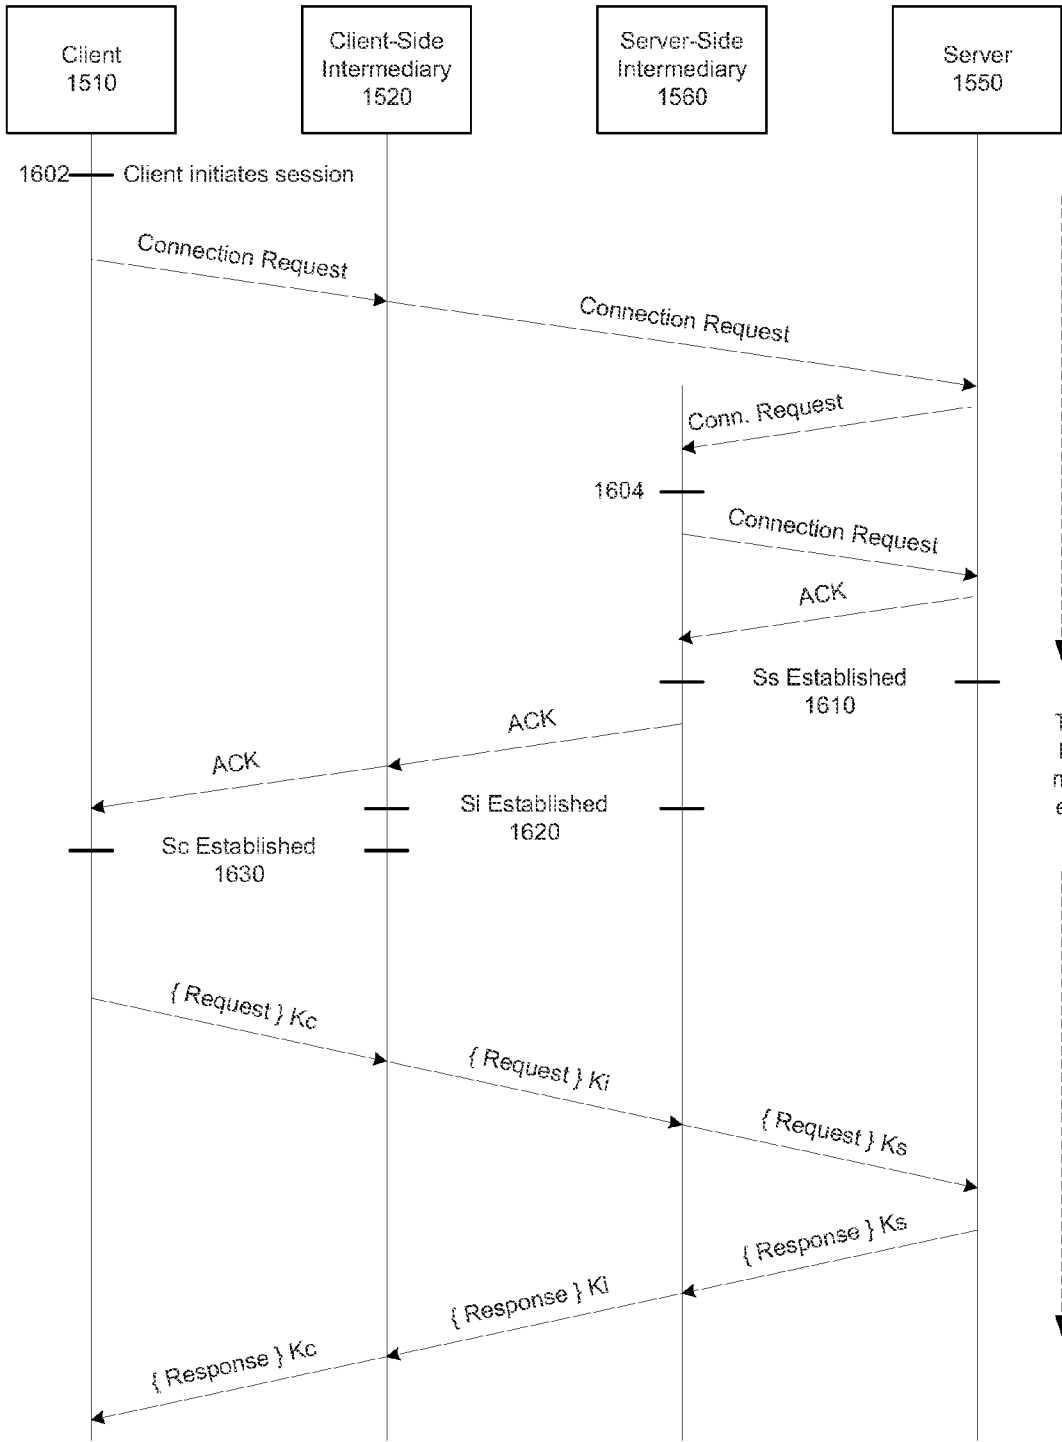 Client
1510
Client-Side
Intermediary
1520
Server-Side
Intermediary
1560
Server
1550
1602
Client initiates session
Connection Request
Connection Request
Conn. Request
1604
Connection Request
ACK
Ss Established
1610
ACK
ACK
Si Established
1620
Sc Established
1630
{ Request } Kc
{ Request } Ki
{ Request } Ks
{ Response } Ks
{ Response } Ki
{ Response } Kc